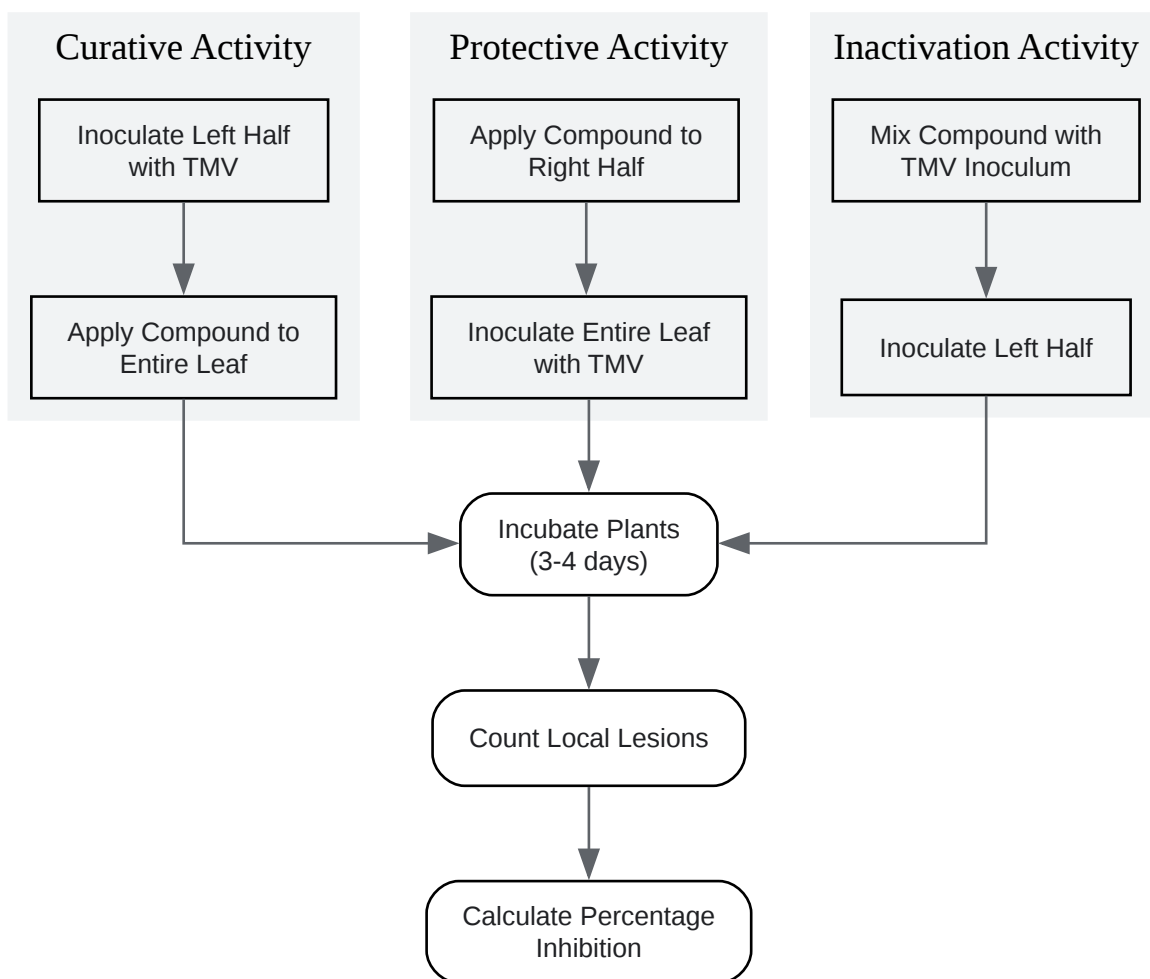 Curative Activity
Inoculate Left Half
with TMV
Apply Compound to
Entire Leaf
Protective Activity
Apply Compound to
Right Half
Inoculate Entire Leaf
with TMV
Inactivation Activity
Mix Compound with
TMV Inoculum
Inoculate Left Half
Incubate Plants
(3-4 days)
Count Local Lesions
Calculate Percentage
Inhibition